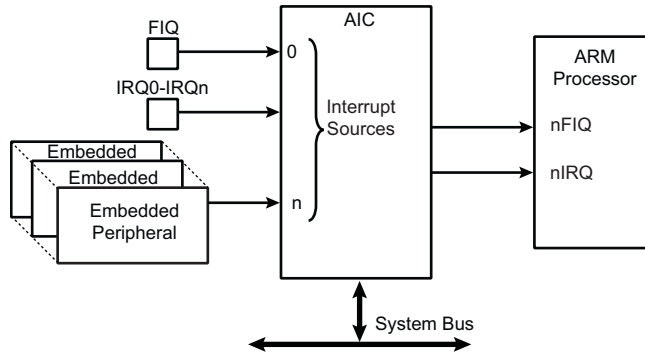 FIQ
IRQ0-IRQn
Embedded
Embedded
Embedded
Peripheral
AIC
0
Interrupt
Sources
n
ARM
Processor
nFIQ
nIRQ
System Bus